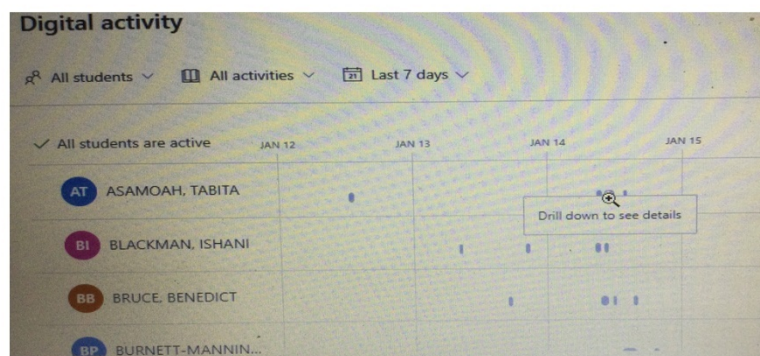 Digital activity
All students All activities 21 Last 7 days
All students are active JAN 12 JAN 13 JAN 14 JAN 15
AT ASAMOAH, TABITA
Drill down to see details
BI BLACKMAN, ISHANI
BB BRUCE, BENEDICT
BP BURNETT-MANNIN...